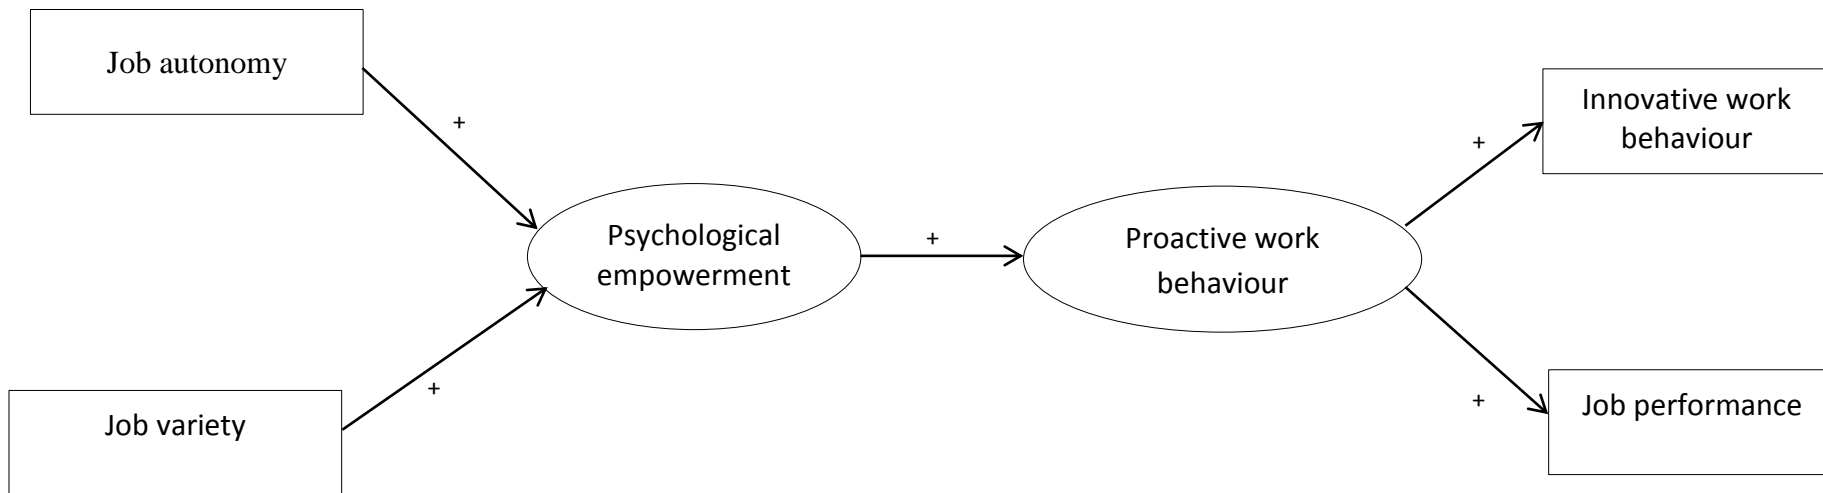 Job autonomy
+
Job variety
+
Psychological
empowerment
+
Proactive work
behaviour
+
Innovative work
behaviour
+
Job performance